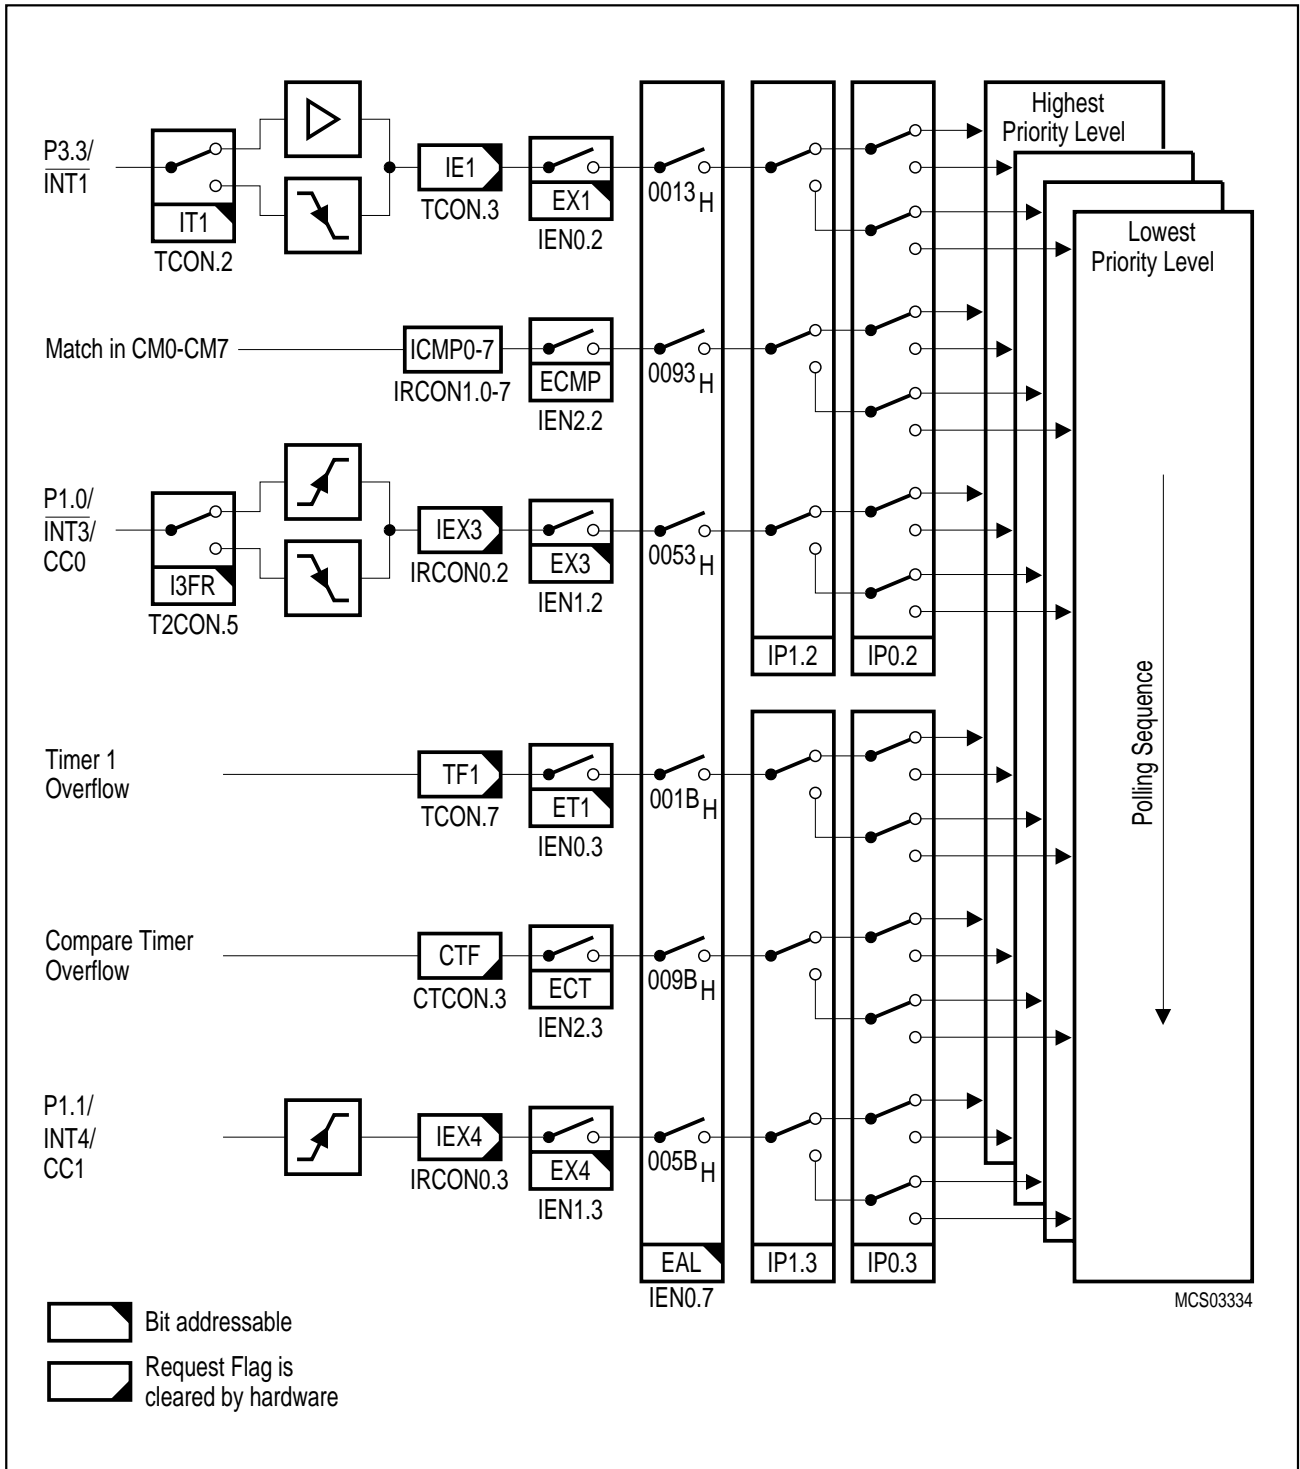 Highest
Priority Level
P3.3/
INT1
IT1
TCON.2
IE1
TCON.3
EX1
IEN0.2
0013H
Lowest
Priority Level
Match in CM0-CM7
ICMP0-7
IRCON1.0-7
ECMP
IEN2.2
0093H
P1.0/
INT3/
CC0
I3FR
T2CON.5
IEX3
IRCON0.2
EX3
IEN1.2
0053H
IP1.2
IP0.2
Timer 1
Overflow
TF1
TCON.7
ET1
IEN0.3
001BH
Polling Sequence
Compare Timer
Overflow
CTF
CTCON.3
ECT
IEN2.3
009BH
P1.1/
INT4/
CC1
IEX4
IRCON0.3
EX4
IEN1.3
005BH
EAL
IEN0.7
IP1.3
IP0.3
MCS03334
Bit addressable
Request Flag is
cleared by hardware